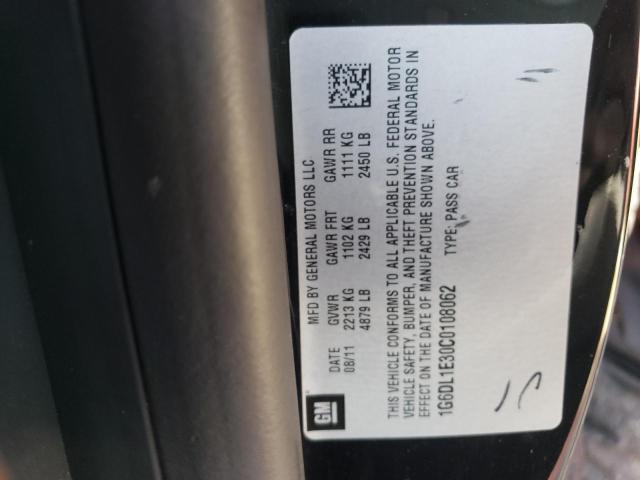 GM
MFD BY GENERAL MOTORS LLC
DATE GVWR GAWR FRT GAWR RR
08/11 2213 KG 1102 KG 1111 KG
4879 LB 2429 LB 2450 LB
THIS VEHICLE CONFORMS TO ALL APPLICABLE U.S. FEDERAL MOTOR
VEHICLE SAFETY, BUMPER, AND THEFT PREVENTION STANDARDS IN
EFFECT ON THE DATE OF MANUFACTURE SHOWN ABOVE.
1G6DL1E30C0108062 TYPE: PASS CAR